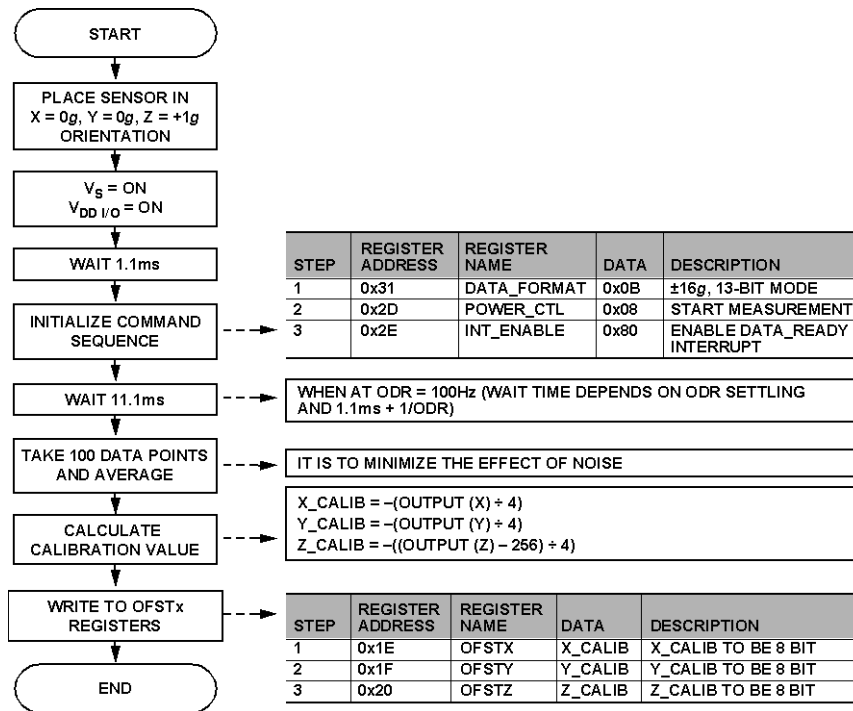 START
PLACE SENSOR IN
X = 0g, Y = 0g, Z = +1g
ORIENTATION
VS = ON
VDD I/O = ON
WAIT 1.1ms
INITIALIZE COMMAND
SEQUENCE
STEP REGISTER ADDRESS REGISTER NAME DATA DESCRIPTION
1 0x31 DATA_FORMAT 0x0B ±16g, 13-BIT MODE
2 0x2D POWER_CTL 0x08 START MEASUREMENT
3 0x2E INT_ENABLE 0x80 ENABLE DATA_READY
INTERRUPT
WAIT 11.1ms
WHEN AT ODR = 100Hz (WAIT TIME DEPENDS ON ODR SETTLING
AND 1.1ms + 1/ODR)
TAKE 100 DATA POINTS
AND AVERAGE
IT IS TO MINIMIZE THE EFFECT OF NOISE
CALCULATE
CALIBRATION VALUE
X_CALIB = –(OUTPUT (X) ÷ 4)
Y_CALIB = –(OUTPUT (Y) ÷ 4)
Z_CALIB = –((OUTPUT (Z) – 256) ÷ 4)
WRITE TO OFSTx
REGISTERS
STEP REGISTER ADDRESS REGISTER NAME DATA DESCRIPTION
1 0x1E OFSTX X_CALIB X_CALIB TO BE 8 BIT
2 0x1F OFSTY Y_CALIB Y_CALIB TO BE 8 BIT
3 0x20 OFSTZ Z_CALIB Z_CALIB TO BE 8 BIT
END